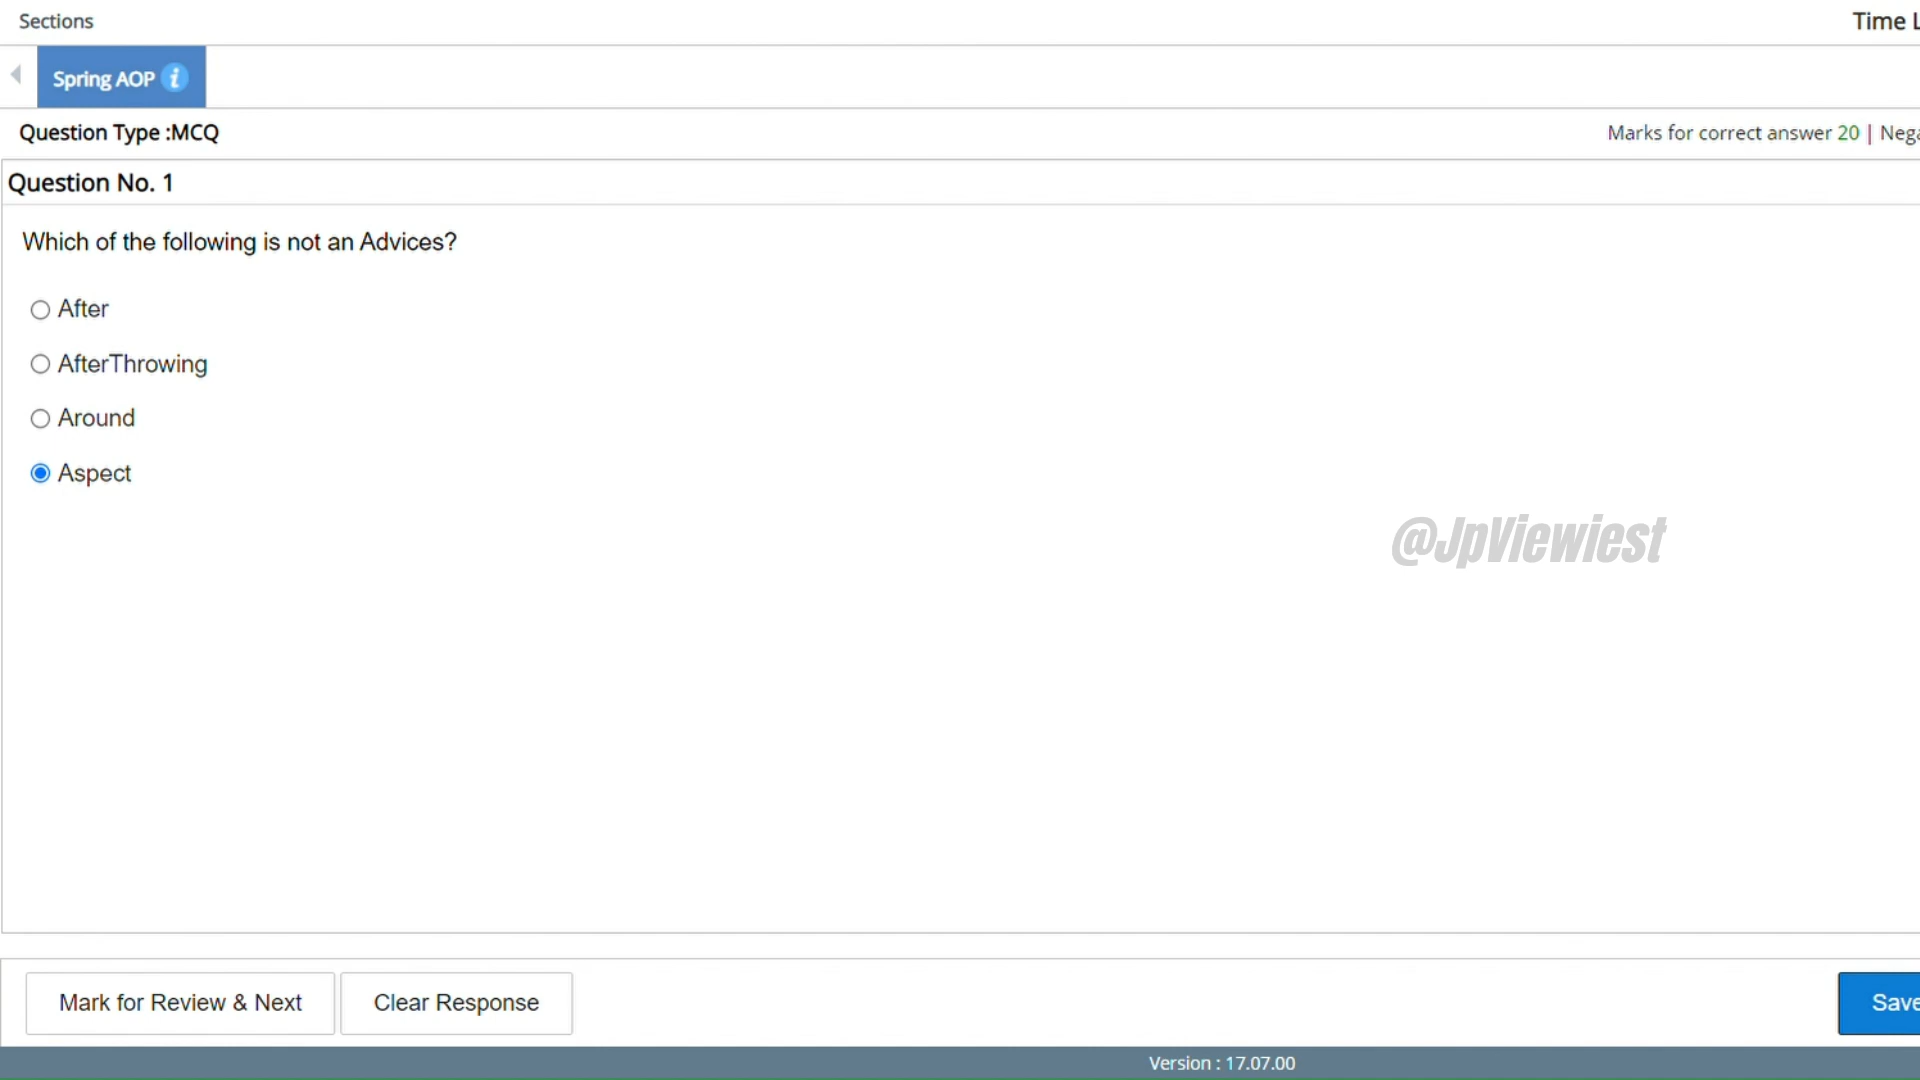 Sections
Time L
Spring AOP i
Question Type :MCQ
Marks for correct answer 20 | Nega
Question No. 1
Which of the following is not an Advices?
After
AfterThrowing
Around
Aspect
@JpViewiest
Mark for Review & Next
Clear Response
Save
Version : 17.07.00